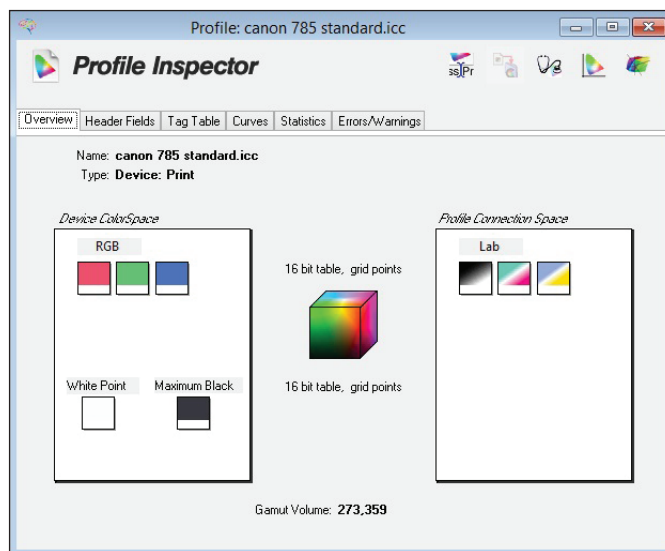 Profile: canon 785 standard.icc
Profile Inspector
ss)Pr
Overview Header Fields Tag Table Curves Statistics Errors/Warnings
Name: canon 785 standard.icc
Type: Device: Print
Device ColorSpace
Profile Connection Space
RGB
Lab
16 bit table, grid points
White Point Maximum Black
16 bit table, grid points
Gamut Volume: 273,359